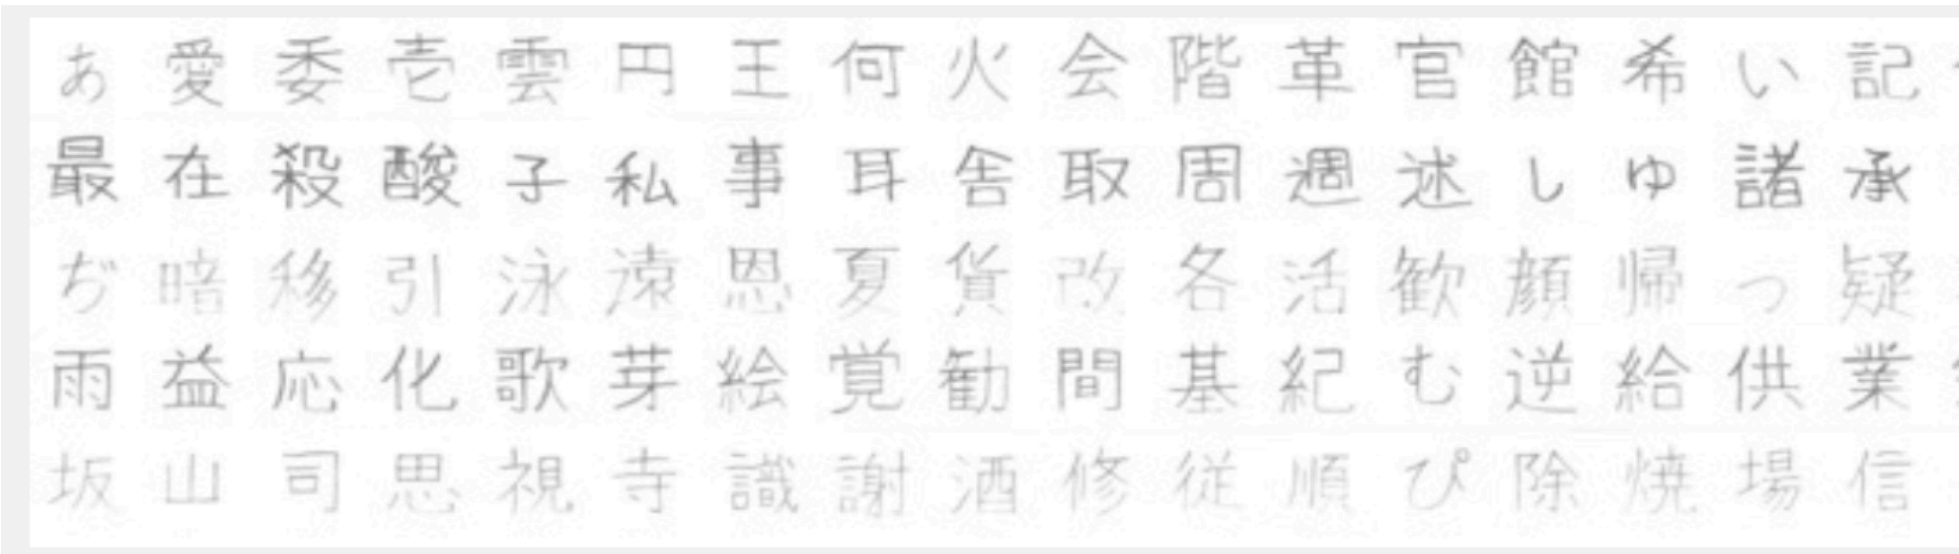 あ愛委壱雲円王何火会階革官館希い記
最在殺酸子私事耳舎取周週述しゆ諸承
ぢ暗移引泳遠恩夏貨改各活歓顔帰っ疑
雨益応化歌芽絵覚勧間基紀む逆給供業
坂山司思視寺識謝酒修従順ぴ除焼場信